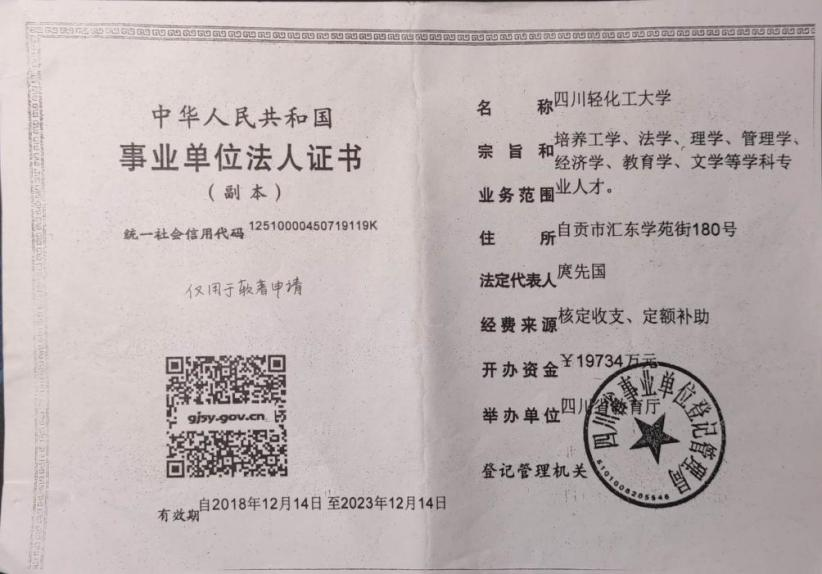 中华人民共和国
事业单位法人证书
（副本）
统一社会信用代码 12510000450719119K
仅用于软著申请
gjsy.gov.cn
有效期 自2018年12月14日 至2023年12月14日
名称 四川轻化工大学
宗旨和 培养工学、法学、理学、管理学、
经济学、教育学、文学等学科专
业务范围 业人才。
住所 自贡市汇东学苑街180号
法定代表人 庹先国
经费来源 核定收支、定额补助
开办资金 ￥19734万元
举办单位 四川省教育厅
登记管理机关
四川省事业单位登记管理局
5101008205546